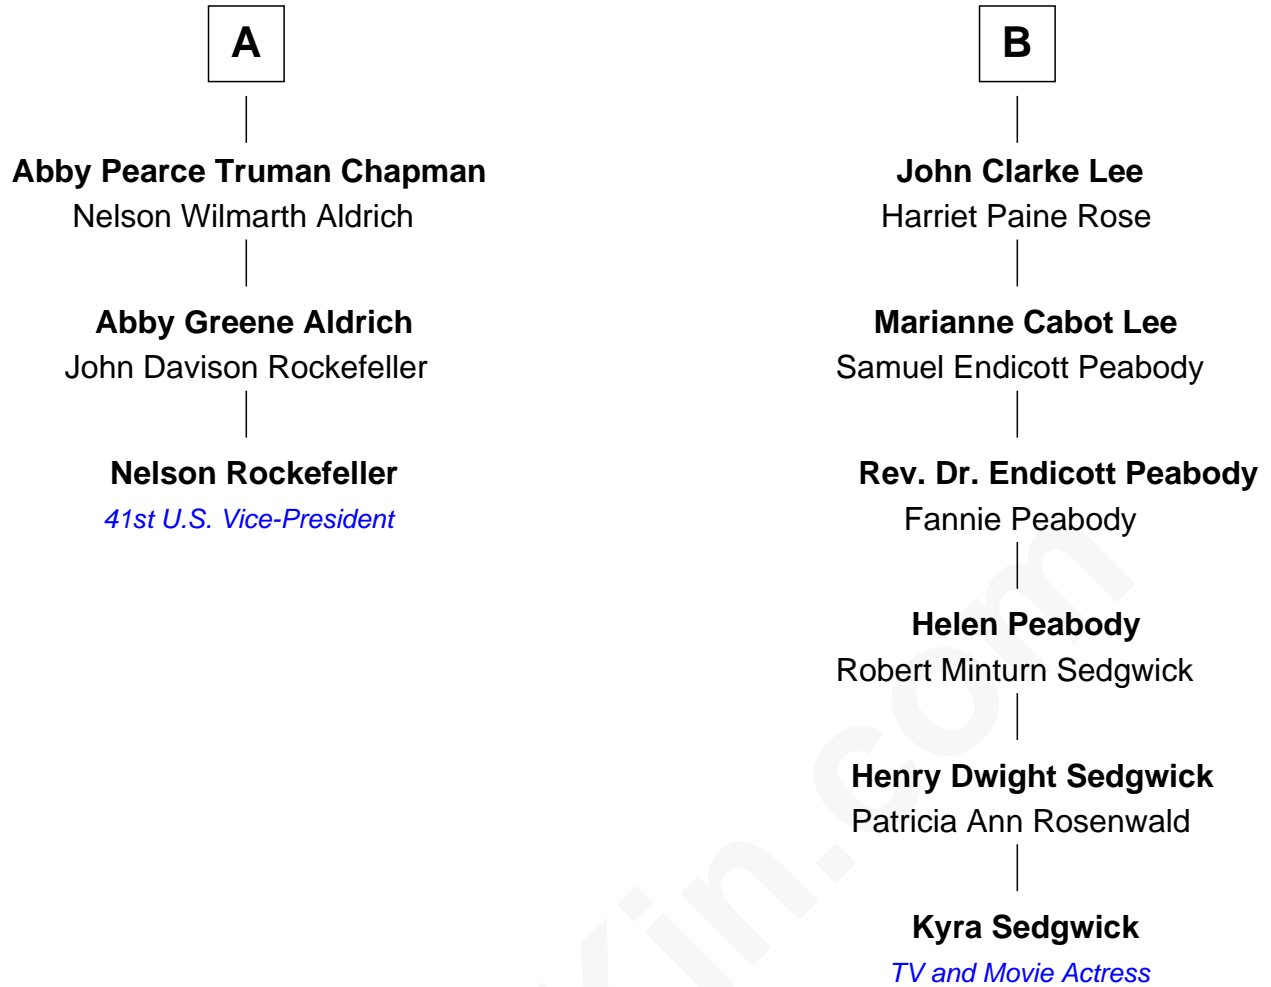 A
Abby Pearce Truman Chapman
Nelson Wilmarth Aldrich
Abby Greene Aldrich
John Davison Rockefeller
Nelson Rockefeller
41st U.S. Vice-President
B
John Clarke Lee
Harriet Paine Rose
Marianne Cabot Lee
Samuel Endicott Peabody
Rev. Dr. Endicott Peabody
Fannie Peabody
Helen Peabody
Robert Minturn Sedgwick
Henry Dwight Sedgwick
Patricia Ann Rosenwald
Kyra Sedgwick
TV and Movie Actress